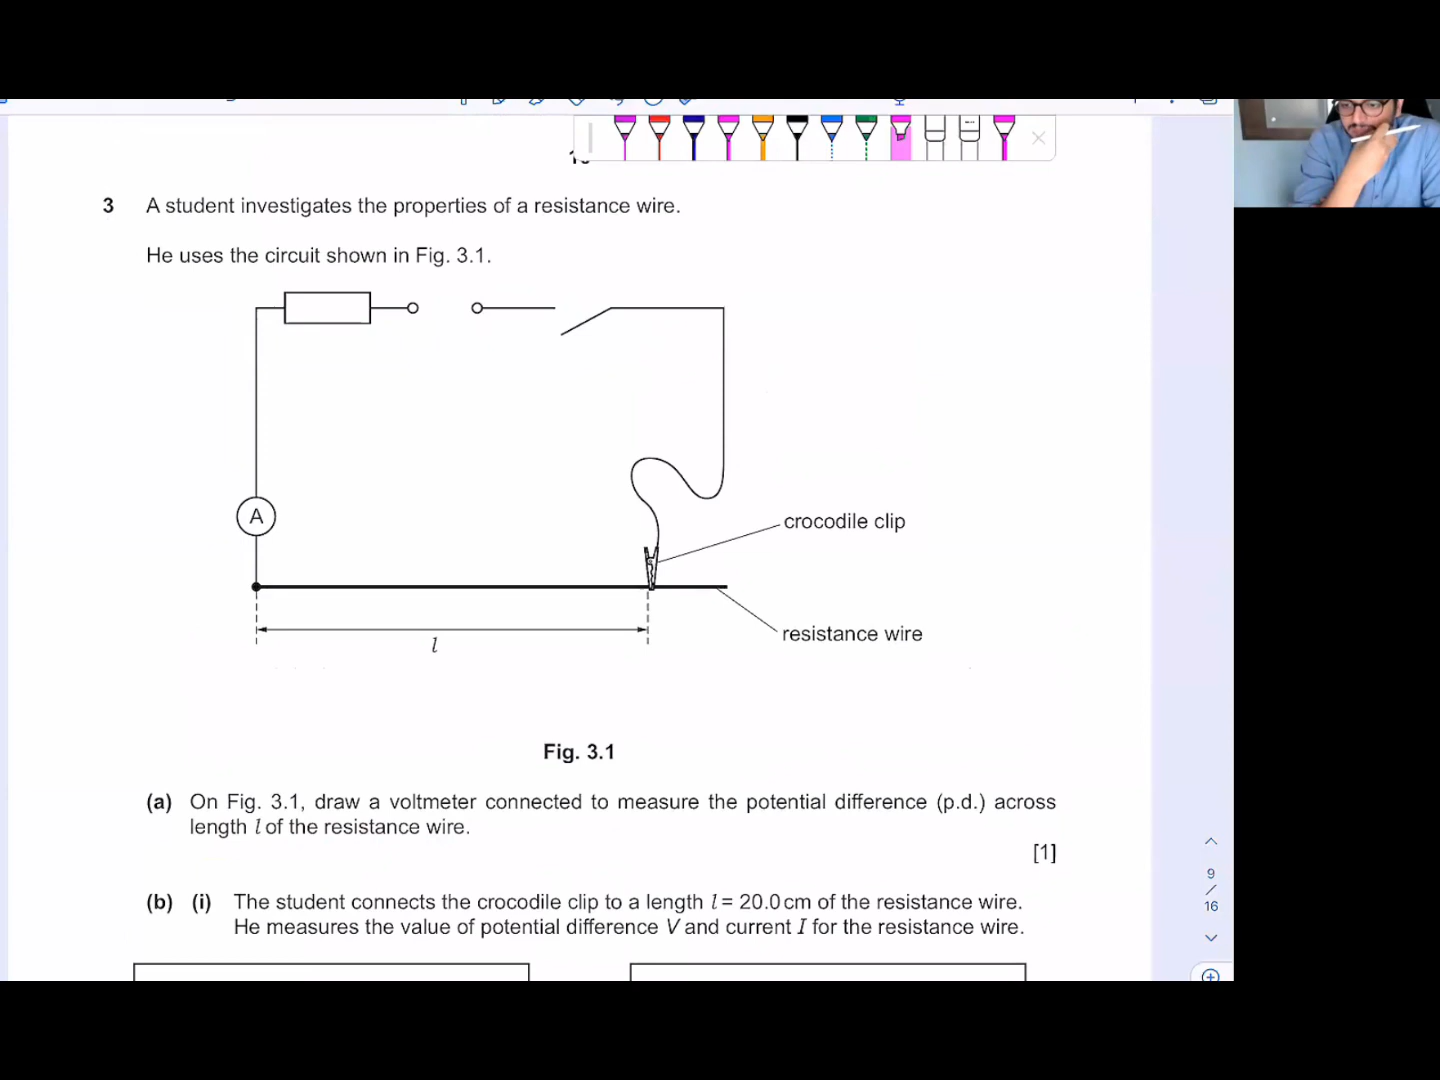 3 A student investigates the properties of a resistance wire.
He uses the circuit shown in Fig. 3.1.
A
crocodile clip
resistance wire
l
Fig. 3.1
(a) On Fig. 3.1, draw a voltmeter connected to measure the potential difference (p.d.) across
length l of the resistance wire.
[1]
(b) (i) The student connects the crocodile clip to a length l = 20.0 cm of the resistance wire.
He measures the value of potential difference V and current I for the resistance wire.
9
/
16